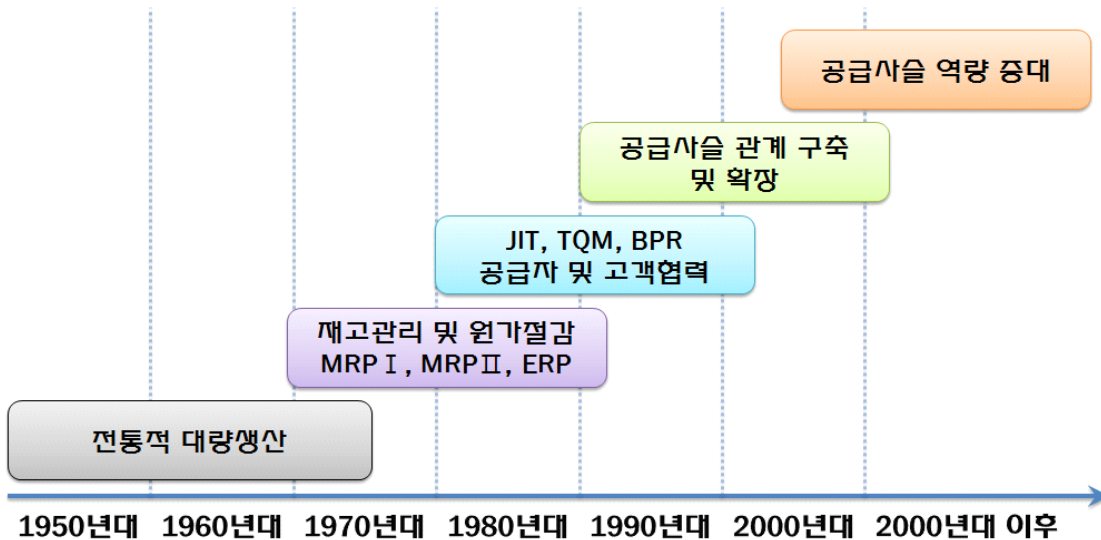 공급사슬 역량 증대
공급사슬 관계 구축
및 확장
JIT, TQM, BPR
공급자 및 고객협력
재고관리 및 원가절감
MRPⅠ, MRPⅡ, ERP
전통적 대량생산
1950년대 1960년대 1970년대 1980년대 1990년대 2000년대 2000년대 이후